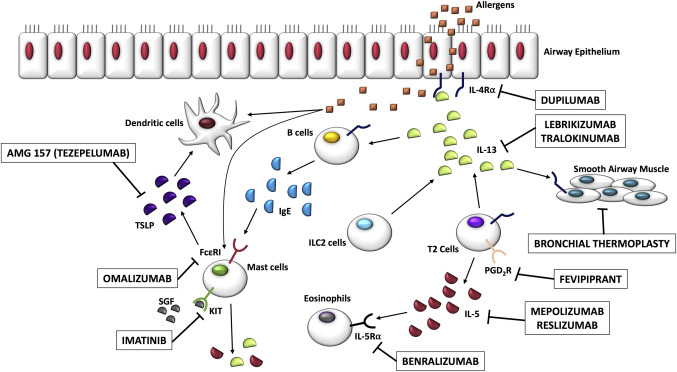 Allergens
Airway Epithelium
IL-4Rα
DUPILUMAB
Dendritic cells
B cells
LEBRIKIZUMAB
TRALOKINUMAB
IL-13
AMG 157 (TEZEPELUMAB)
Smooth Airway Muscle
TSLP
IgE
ILC2 cells
T2 Cells
BRONCHIAL THERMOPLASTY
FcεRI
Mast cells
PGD₂R
OMALIZUMAB
FEVIPIPRANT
SGF
KIT
Eosinophils
IL-5
MEPOLIZUMAB
RESLIZUMAB
IMATINIB
IL-5Rα
BENRALIZUMAB